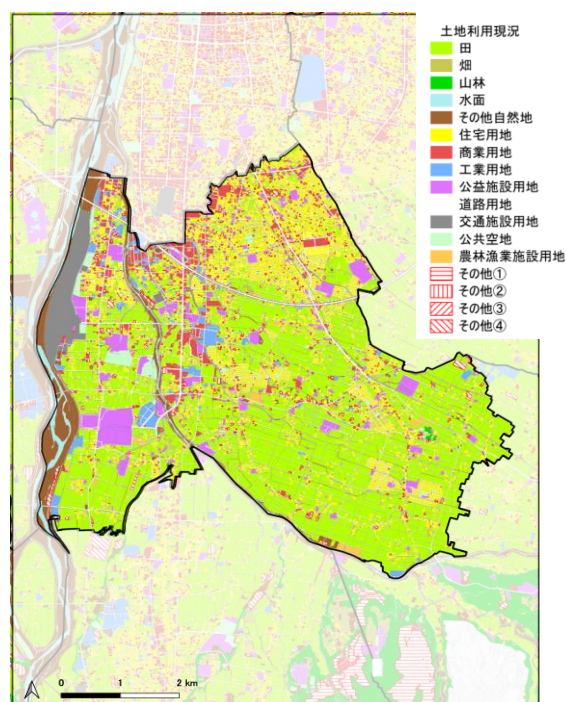 土地利用現況
田
畑
山林
水面
その他自然地
住宅用地
商業用地
工業用地
公益施設用地
道路用地
交通施設用地
公共空地
農林漁業施設用地
その他①
その他②
その他③
その他④
0 1 2 km